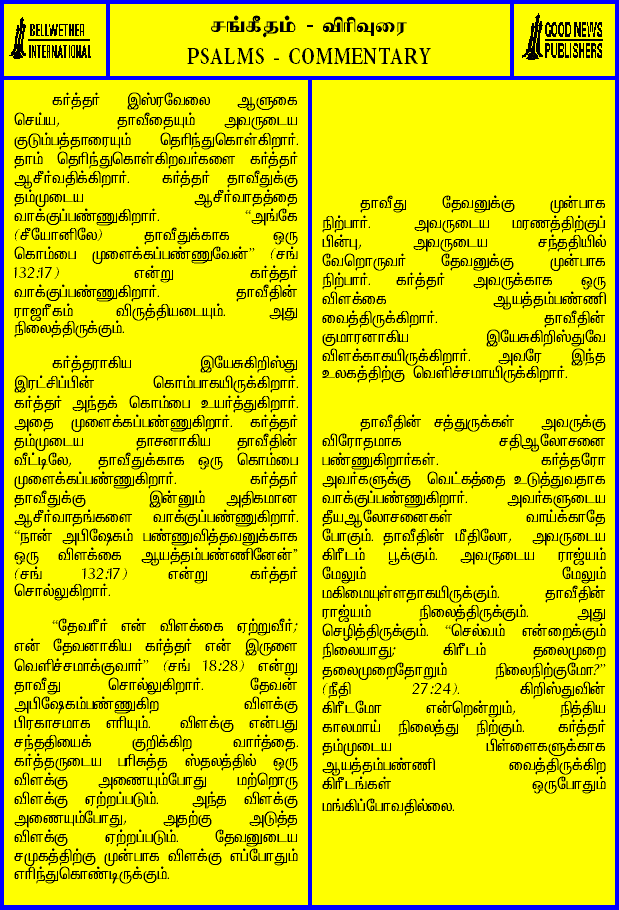 BELLWETHER
INTERNATIONAL
சங்கீதம் - விரிவுரை
PSALMS - COMMENTARY
GOOD NEWS
PUBLISHERS
கர்த்தர் இஸ்ரவேலை ஆளுகை
செய்ய, தாவீதையும் அவருடைய
குடும்பத்தாரையும் தெரிந்துகொள்கிறார்.
தாம் தெரிந்துகொள்கிறவர்களை கர்த்தர்
ஆசீர்வதிக்கிறார். கர்த்தர் தாவீதுக்கு
தம்முடைய ஆசீர்வாதத்தை
வாக்குப்பண்ணுகிறார். “அங்கே
(சீயோனிலே) தாவீதுக்காக ஒரு
கொம்பை முளைக்கப்பண்ணுவேன்” (சங்
132:17) என்று கர்த்தர்
வாக்குப்பண்ணுகிறார். தாவீதின்
ராஜரீகம் விருத்தியடையும். அது
நிலைத்திருக்கும்.
கர்த்தராகிய இயேசுகிறிஸ்து
இரட்சிப்பின் கொம்பாகயிருக்கிறார்.
கர்த்தர் அந்தக் கொம்பை உயர்த்துகிறார்.
அதை முளைக்கப்பண்ணுகிறார். கர்த்தர்
தம்முடைய தாசனாகிய தாவீதின்
வீட்டிலே, தாவீதுக்காக ஒரு கொம்பை
முளைக்கப்பண்ணுகிறார். கர்த்தர்
தாவீதுக்கு இன்னும் அதிகமான
ஆசீர்வாதங்களை வாக்குப்பண்ணுகிறார்.
“நான் அபிஷேகம் பண்ணுவித்தவனுக்காக
ஒரு விளக்கை ஆயத்தம்பண்ணினேன்”
(சங் 132:17) என்று கர்த்தர்
சொல்லுகிறார்.
“தேவரீர் என் விளக்கை ஏற்றுவீர்;
என் தேவனாகிய கர்த்தர் என் இருளை
வெளிச்சமாக்குவார்” (சங் 18:28) என்று
தாவீது சொல்லுகிறார். தேவன்
அபிஷேகம்பண்ணுகிற விளக்கு
பிரகாசமாக எரியும். விளக்கு என்பது
சந்ததியைக் குறிக்கிற வார்த்தை.
கர்த்தருடைய பரிசுத்த ஸ்தலத்தில் ஒரு
விளக்கு அணையும்போது மற்றொரு
விளக்கு ஏற்றப்படும். அந்த விளக்கு
அணையும்போது, அதற்கு அடுத்த
விளக்கு ஏற்றப்படும். தேவனுடைய
சமுகத்திற்கு முன்பாக விளக்கு எப்போதும்
எரிந்துகொண்டிருக்கும்.
தாவீது தேவனுக்கு முன்பாக
நிற்பார். அவருடைய மரணத்திற்குப்
பின்பு, அவருடைய சந்ததியில்
வேறொருவர் தேவனுக்கு முன்பாக
நிற்பார். கர்த்தர் அவருக்காக ஒரு
விளக்கை ஆயத்தம்பண்ணி
வைத்திருக்கிறார். தாவீதின்
குமாரனாகிய இயேசுகிறிஸ்துவே
விளக்காகயிருக்கிறார். அவரே இந்த
உலகத்திற்கு வெளிச்சமாயிருக்கிறார்.
தாவீதின் சத்துருக்கள் அவருக்கு
விரோதமாக சதிஆலோசனை
பண்ணுகிறார்கள். கர்த்தரோ
அவர்களுக்கு வெட்கத்தை உடுத்துவதாக
வாக்குப்பண்ணுகிறார். அவர்களுடைய
தீயஆலோசனைகள் வாய்க்காதே
போகும். தாவீதின் மீதிலோ, அவருடைய
கிரீடம் பூக்கும். அவருடைய ராஜ்யம்
மேலும் மேலும்
மகிமையுள்ளதாகயிருக்கும். தாவீதின்
ராஜ்யம் நிலைத்திருக்கும். அது
செழித்திருக்கும். “செல்வம் என்றைக்கும்
நிலையாது; கிரீடம் தலைமுறை
தலைமுறைதோறும் நிலைநிற்குமோ?”
(நீதி 27:24). கிறிஸ்துவின்
கிரீடமோ என்றென்றும், நித்திய
காலமாய் நிலைத்து நிற்கும். கர்த்தர்
தம்முடைய பிள்ளைகளுக்காக
ஆயத்தம்பண்ணி வைத்திருக்கிற
கிரீடங்கள் ஒருபோதும்
மங்கிப்போவதில்லை.